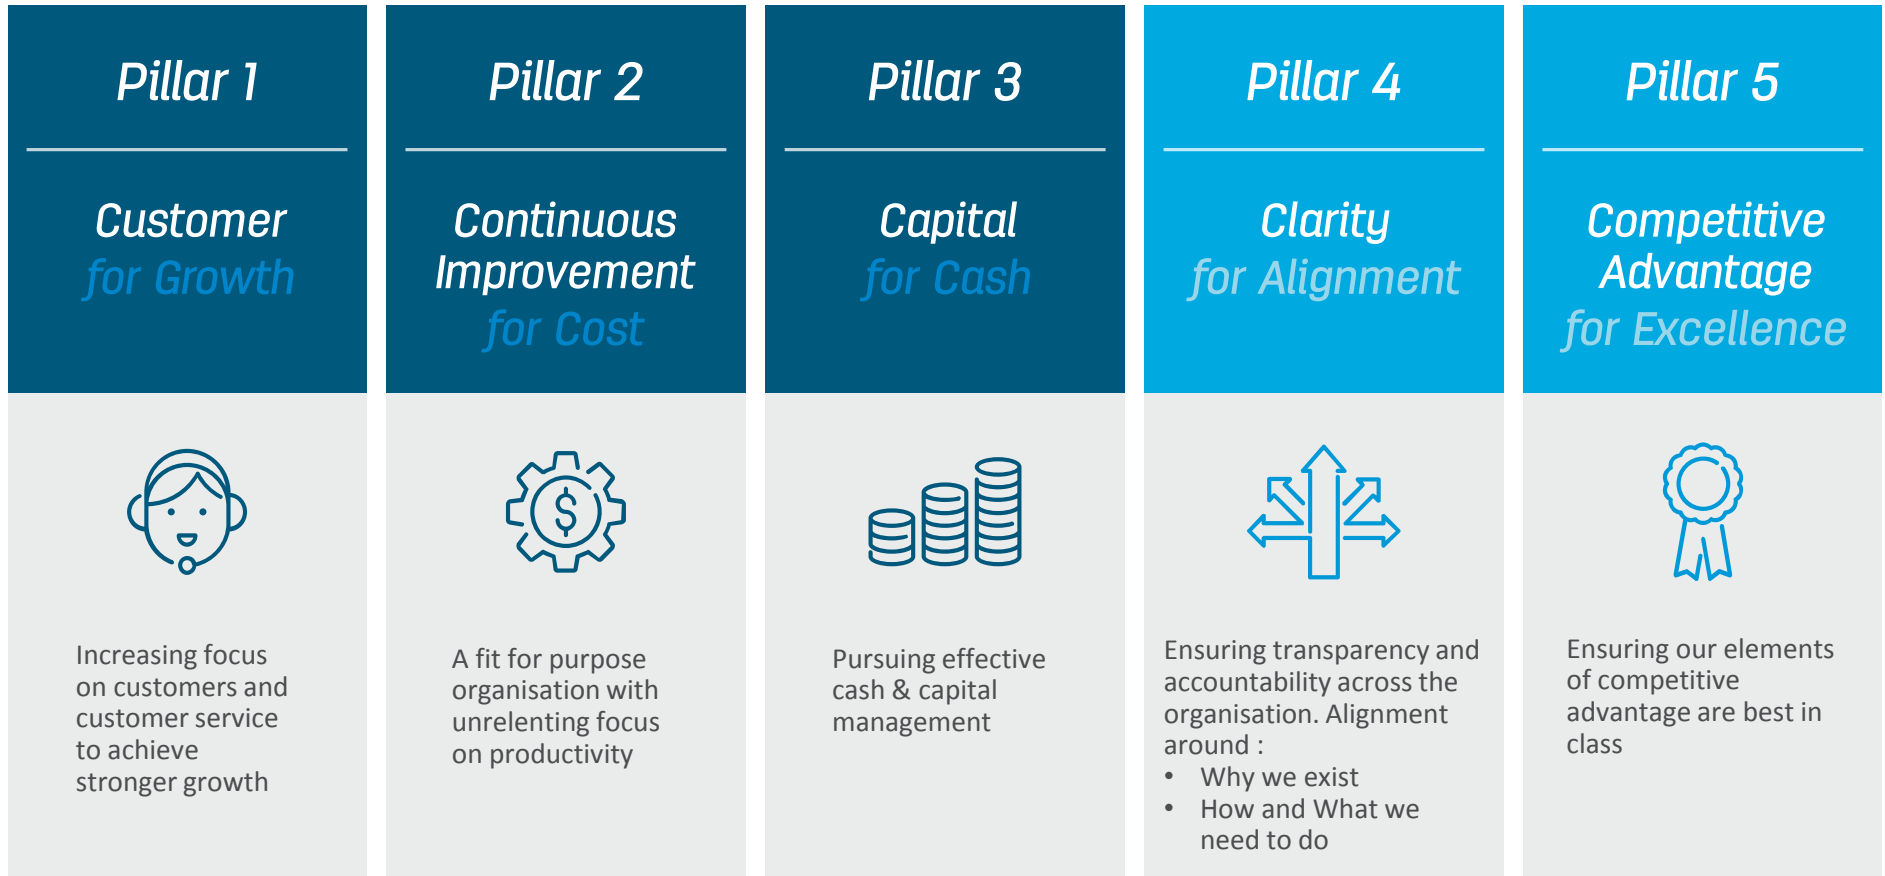 Pillar 1
Customer
for Growth
Increasing focus
on customers and
customer service
to achieve
stronger growth
Pillar 2
Continuous
Improvement
for Cost
$
A fit for purpose
organisation with
unrelenting focus
on productivity
Pillar 3
Capital
for Cash
Pursuing effective
cash & capital
management
Pillar 4
Clarity
for Alignment
Ensuring transparency and
accountability across the
organisation. Alignment
around :
• Why we exist
• How and What we
need to do
Pillar 5
Competitive
Advantage
for Excellence
Ensuring our elements
of competitive
advantage are best in
class